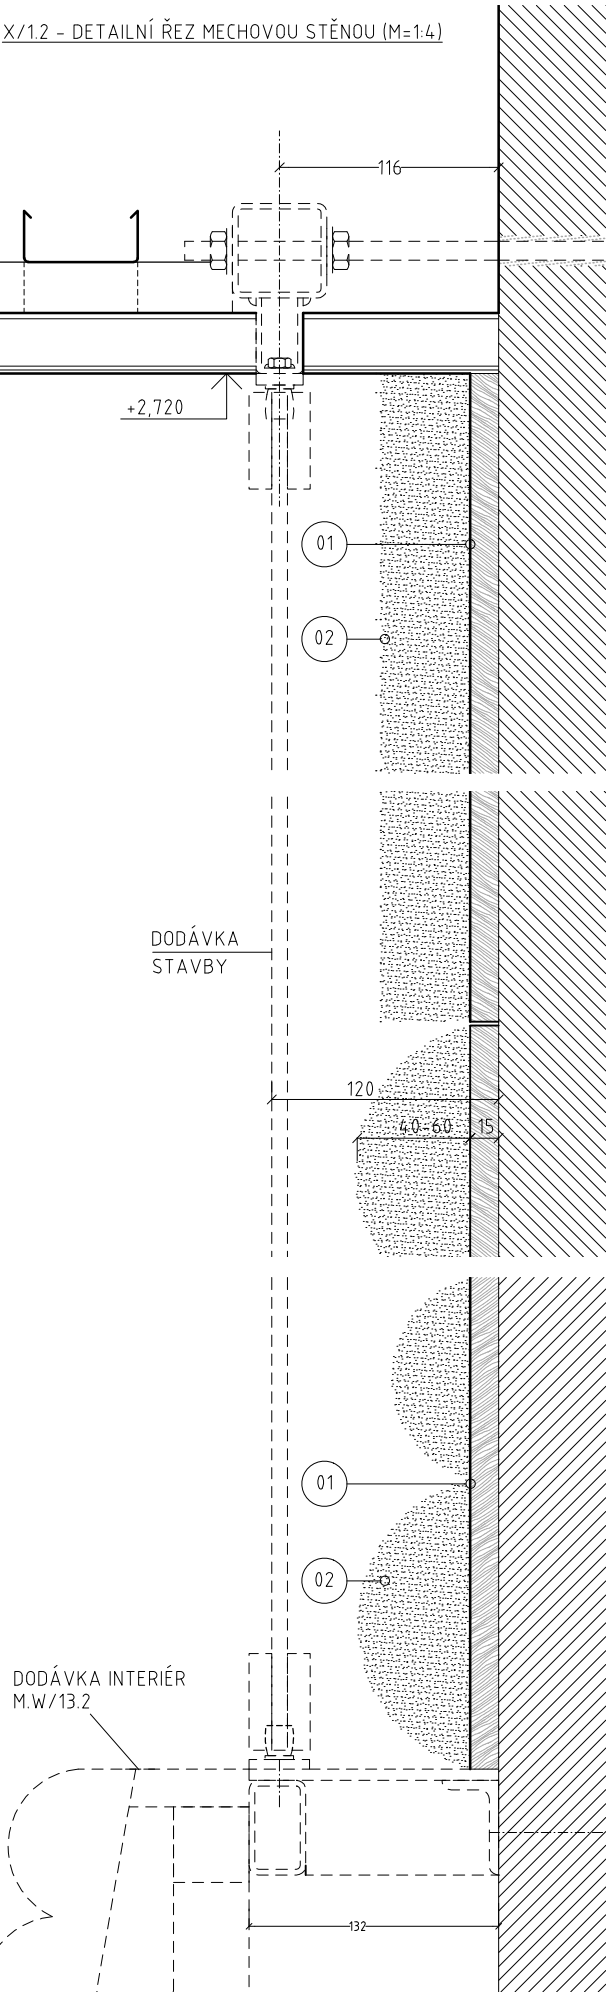 X/1.2 - DETAILNÍ ŘEZ MECHOVOU STĚNOU (M=1:4)
116
+2,720
01
02
DODÁVKA
STAVBY
120
40-60
15
01
02
DODÁVKA INTERIÉR
M.W/13.2
132